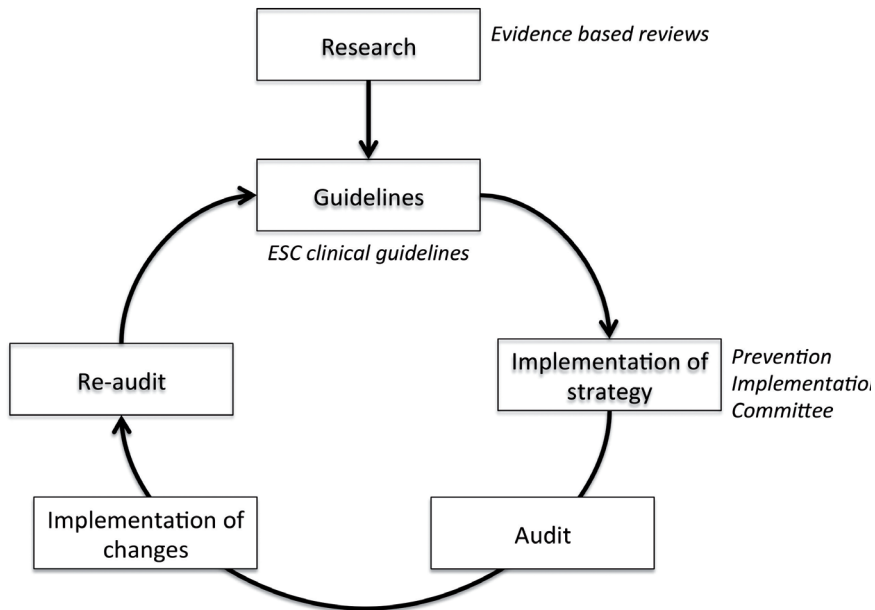 Research
Evidence based reviews
Guidelines
ESC clinical guidelines
Implementation of
strategy
Prevention
Implementation
Committee
Re-audit
Implementation of
changes
Audit